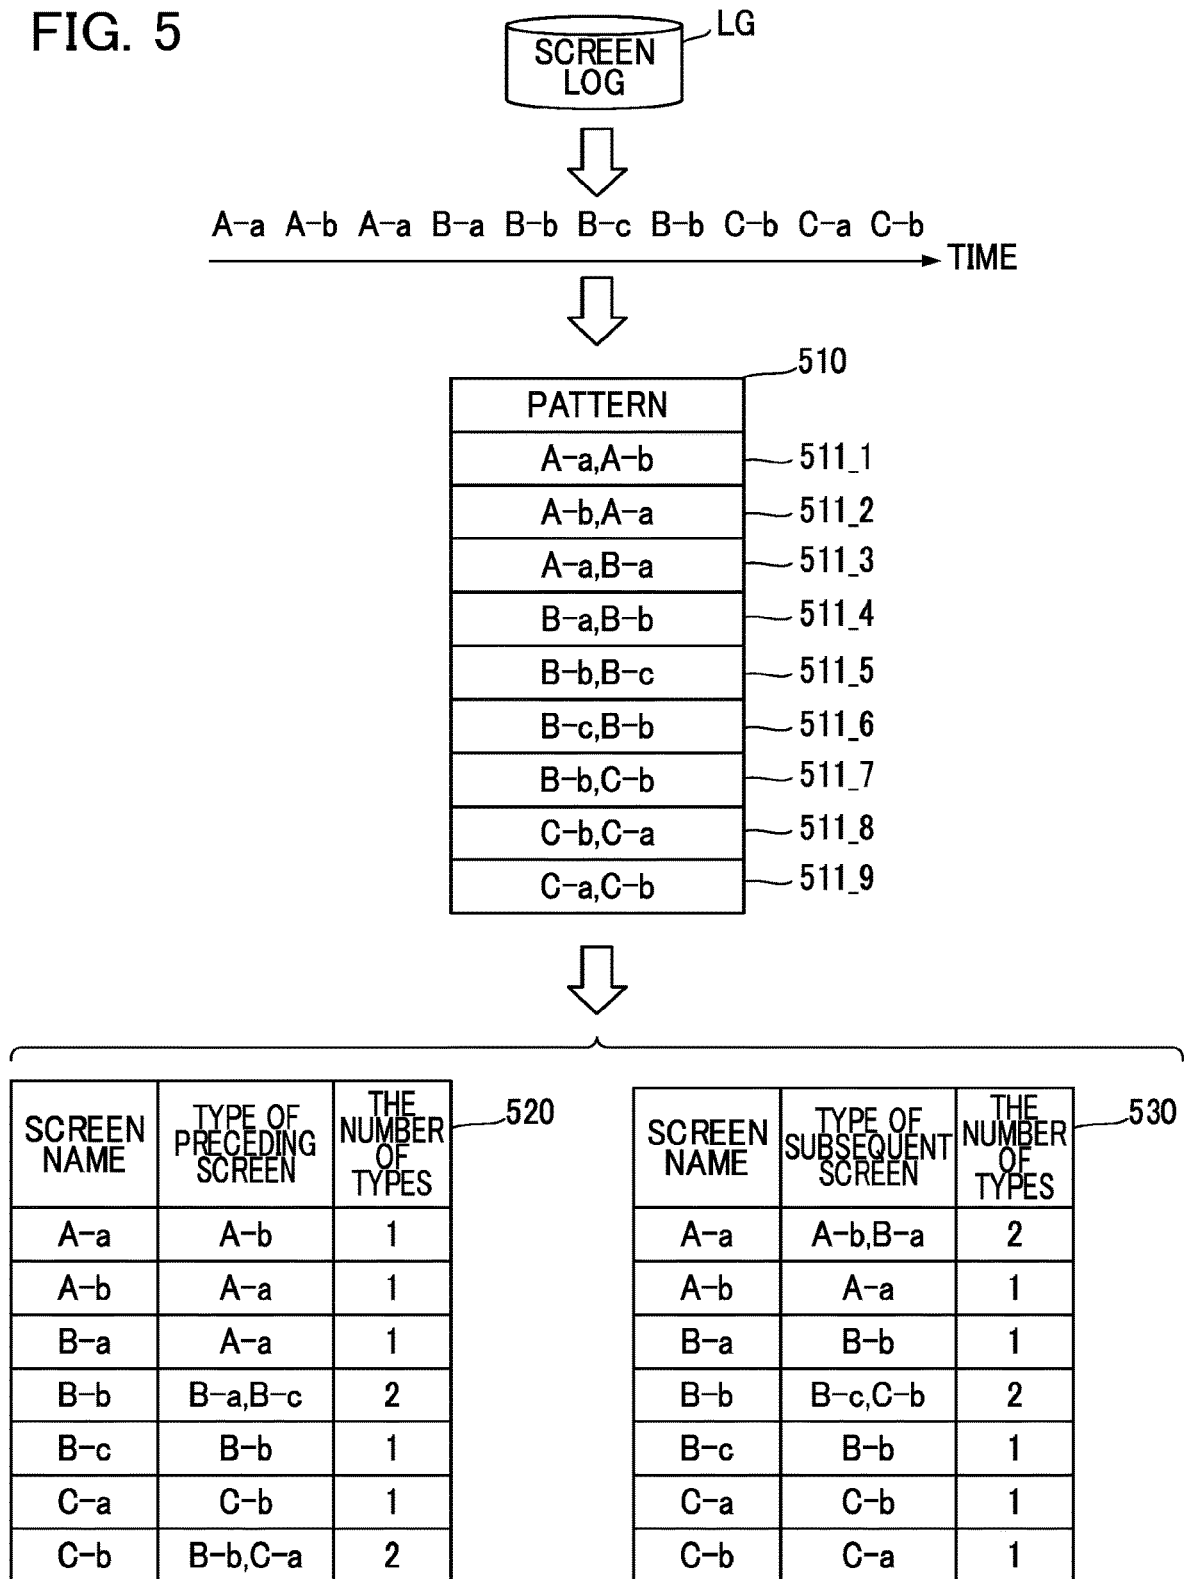 FIG. 5
LG
SCREEN
LOG
A-a A-b A-a B-a B-b B-c B-b C-b C-a C-b
TIME
510
PATTERN
A-a,A-b 511_1
A-b,A-a 511_2
A-a,B-a 511_3
B-a,B-b 511_4
B-b,B-c 511_5
B-c,B-b 511_6
B-b,C-b 511_7
C-b,C-a 511_8
C-a,C-b 511_9
520
SCREEN NAME TYPE OF PRECEDING SCREEN THE NUMBER OF TYPES
A-a A-b 1
A-b A-a 1
B-a A-a 1
B-b B-a,B-c 2
B-c B-b 1
C-a C-b 1
C-b B-b,C-a 2
530
SCREEN NAME TYPE OF SUBSEQUENT SCREEN THE NUMBER OF TYPES
A-a A-b,B-a 2
A-b A-a 1
B-a B-b 1
B-b B-c,C-b 2
B-c B-b 1
C-a C-b 1
C-b C-a 1